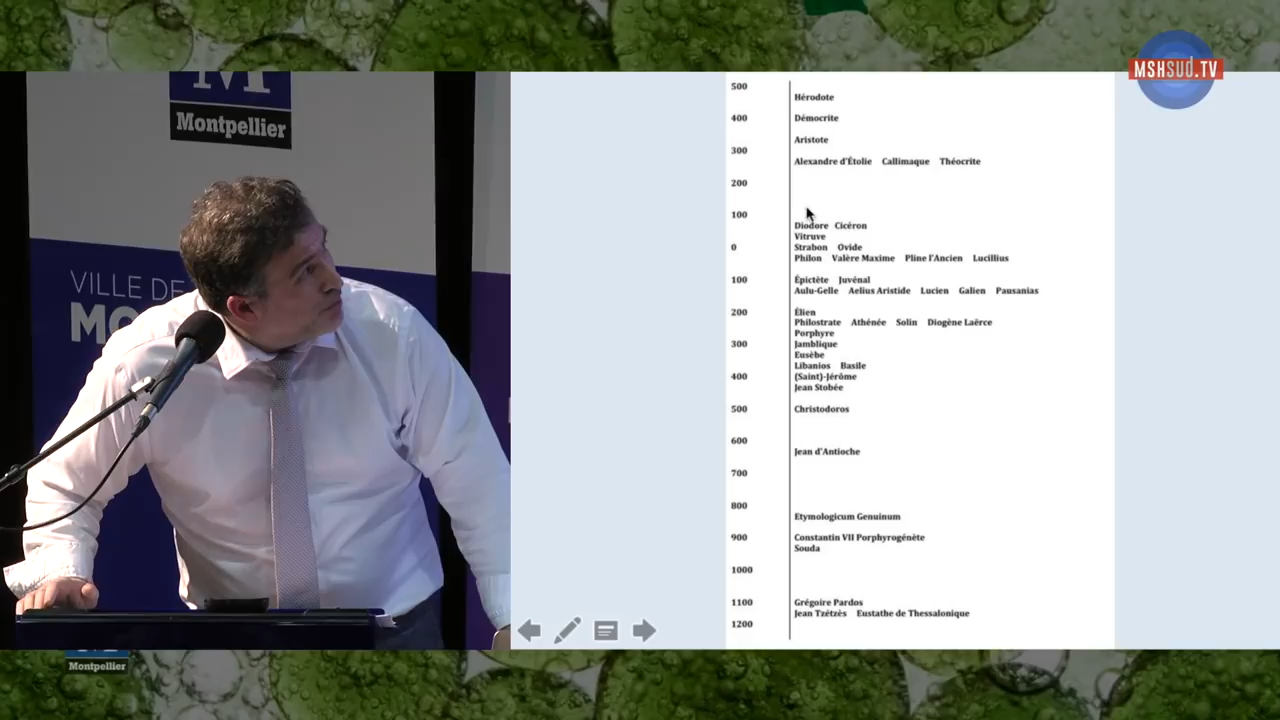 MSHSUD.TV
M
Montpellier
VILLE DE
MO
500
Hérodote
400 Démocrite
Aristote
300
Alexandre d'Étolie Callimaque Théocrite
200
100
Diodore Cicéron
Vitruve
0 Strabon Ovide
Philon Valère Maxime Pline l'Ancien Lucillius
100 Épictète Juvénal
Aulu-Gelle Aelius Aristide Lucien Galien Pausanias
200 Élien
Philostrate Athénée Solin Diogène Laërce
Porphyre
300 Jamblique
Eusèbe
Libanios Basile
400 (Saint)-Jérôme
Jean Stobée
500 Christodoros
600
Jean d'Antioche
700
800
Etymologicum Genuinum
900 Constantin VII Porphyrogénète
Souda
1000
1100 Grégoire Pardos
Jean Tzétzès Eustathe de Thessalonique
1200
Montpellier